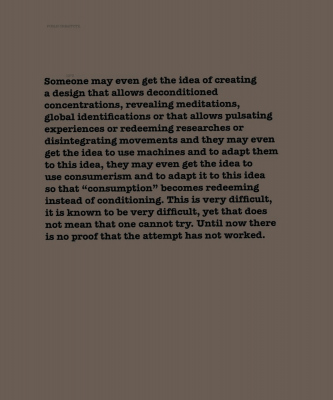 Someone may even get the idea of creating
a design that allows deconditioned
concentrations, revealing meditations,
global identifications or that allows pulsating
experiences or redeeming researches or
disintegrating movements and they may even
get the idea to use machines and to adapt them
to this idea, they may even get the idea to
use consumerism and to adapt it to this idea
so that “consumption” becomes redeeming
instead of conditioning. This is very difficult,
it is known to be very difficult, yet that does
not mean that one cannot try. Until now there
is no proof that the attempt has not worked.